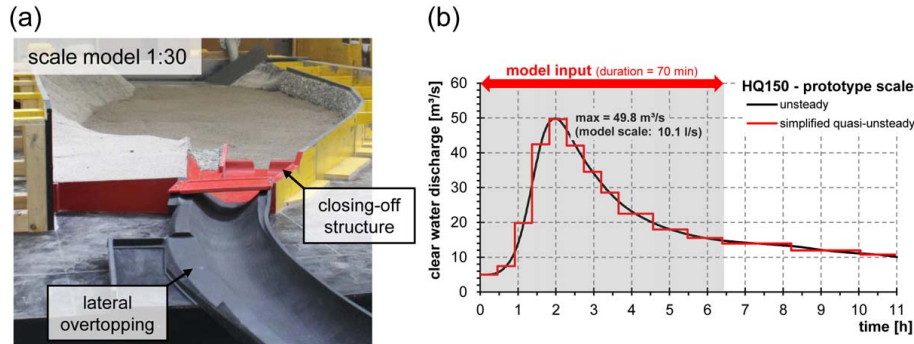 (a)
scale model 1:30
closing-off
structure
lateral
overtopping
(b)
model input (duration = 70 min)
HQ150 - prototype scale
unsteady
simplified quasi-unsteady
max = 49.8 m³/s
(model scale: 10.1 l/s)
clear water discharge [m³/s]
60
50
40
30
20
10
0
0 1 2 3 4 5 6 7 8 9 10 11
time [h]